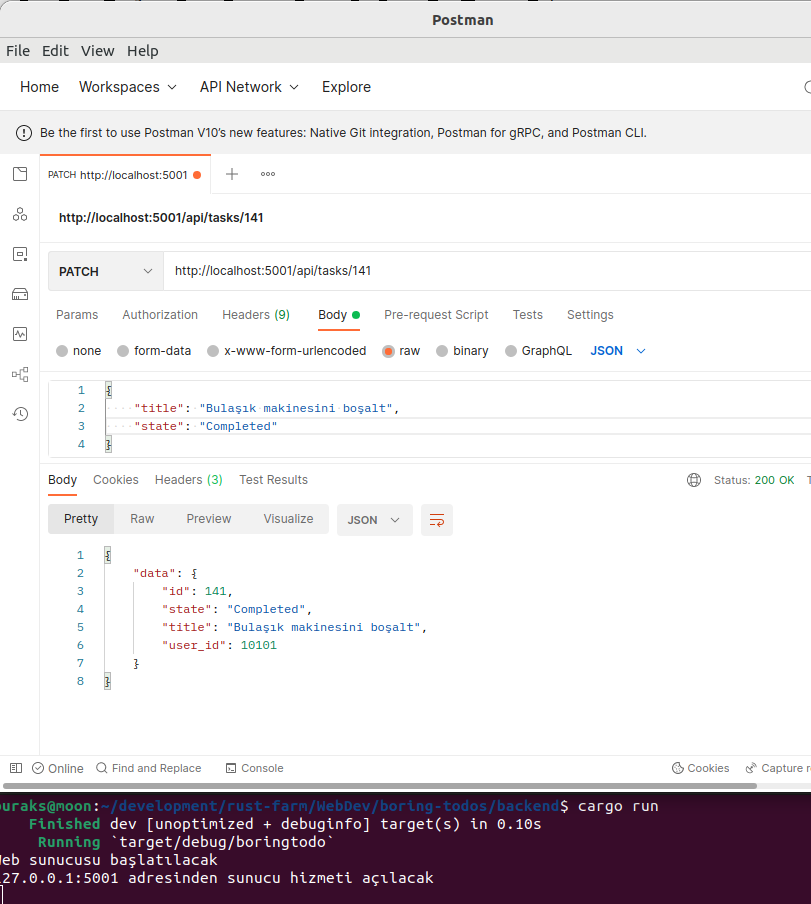 Postman
File Edit View Help
Home Workspaces API Network Explore
Be the first to use Postman V10's new features: Native Git integration, Postman for gRPC, and Postman CLI.
PATCH http://localhost:5001
http://localhost:5001/api/tasks/141
PATCH http://localhost:5001/api/tasks/141
Params Authorization Headers (9) Body Pre-request Script Tests Settings
none form-data x-www-form-urlencoded raw binary GraphQL JSON
1 {
2 "title": "Bulaşık makinesini boşalt",
3 "state": "Completed"
4 }
Body Cookies Headers (3) Test Results Status: 200 OK T
Pretty Raw Preview Visualize JSON
1 {
2 "data": {
3 "id": 141,
4 "state": "Completed",
5 "title": "Bulaşık makinesini boşalt",
6 "user_id": 10101
7 }
8 }
Online Find and Replace Console Cookies Capture r
buraks@moon:~/development/rust-farm/WebDev/boring-todos/backend$ cargo run
Finished dev [unoptimized + debuginfo] target(s) in 0.10s
Running `target/debug/boringtodo`
Web sunucusu başlatılacak
127.0.0.1:5001 adresinden sunucu hizmeti açılacak